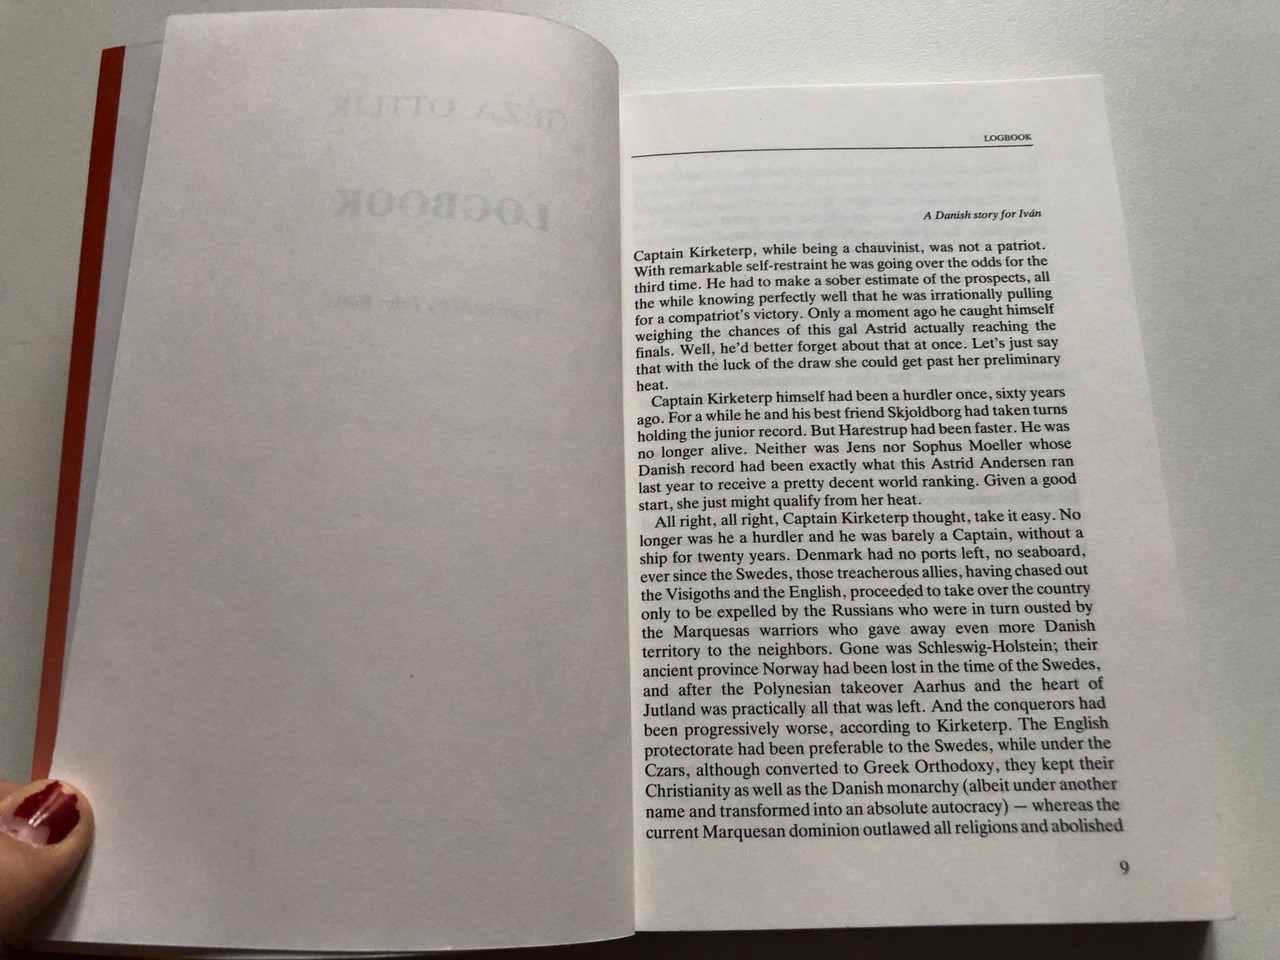 GÉZA OTTLIK
LOGBOOK
Translated by John Bátki
LOGBOOK
A Danish story for Iván
Captain Kirketerp, while being a chauvinist, was not a patriot.
With remarkable self-restraint he was going over the odds for the
third time. He had to make a sober estimate of the prospects, all
the while knowing perfectly well that he was irrationally pulling
for a compatriot's victory. Only a moment ago he caught himself
weighing the chances of this gal Astrid actually reaching the
finals. Well, he'd better forget about that at once. Let's just say
that with the luck of the draw she could get past her preliminary
heat.
Captain Kirketerp himself had been a hurdler once, sixty years
ago. For a while he and his best friend Skjoldborg had taken turns
holding the junior record. But Harestrup had been faster. He was
no longer alive. Neither was Jens nor Sophus Moeller whose
Danish record had been exactly what this Astrid Andersen ran
last year to receive a pretty decent world ranking. Given a good
start, she just might qualify from her heat.
All right, all right, Captain Kirketerp thought, take it easy. No
longer was he a hurdler and he was barely a Captain, without a
ship for twenty years. Denmark had no ports left, no seaboard,
ever since the Swedes, those treacherous allies, having chased out
the Visigoths and the English, proceeded to take over the country
only to be expelled by the Russians who were in turn ousted by
the Marquesas warriors who gave away even more Danish
territory to the neighbors. Gone was Schleswig-Holstein; their
ancient province Norway had been lost in the time of the Swedes,
and after the Polynesian takeover Aarhus and the heart of
Jutland was practically all that was left. And the conquerors had
been progressively worse, according to Kirketerp. The English
protectorate had been preferable to the Swedes, while under the
Czars, although converted to Greek Orthodoxy, they kept their
Christianity as well as the Danish monarchy (albeit under another
name and transformed into an absolute autocracy) — whereas the
current Marquesan dominion outlawed all religions and abolished
9